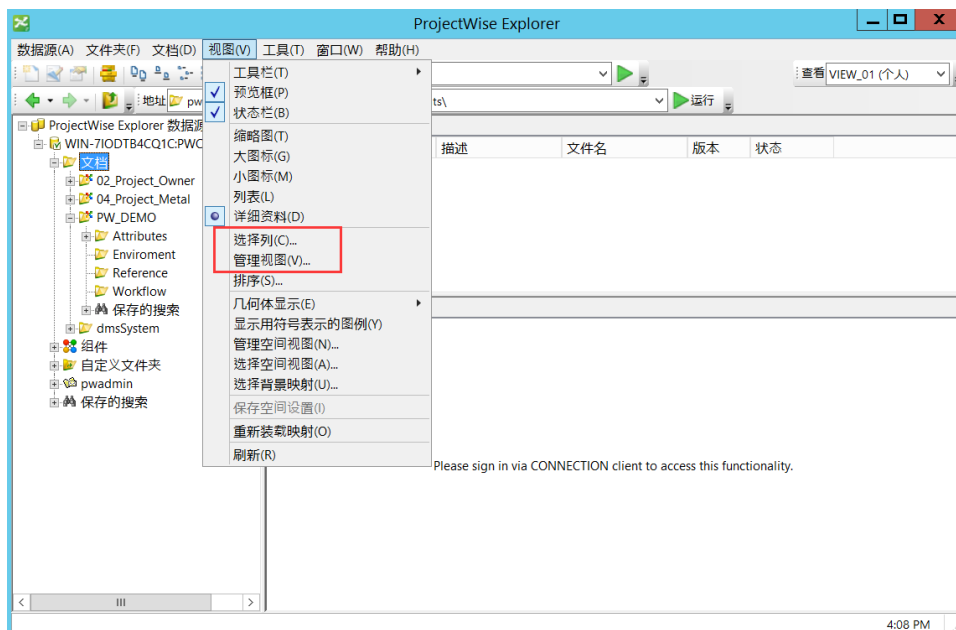 ProjectWise Explorer
数据源(A) 文件夹(F) 文档(D) 视图(V) 工具(T) 窗口(W) 帮助(H)
查看 VIEW_01 (个人)
地址 pw
ts\
运行
工具栏(T)
预览框(P)
状态栏(B)
缩略图(T)
大图标(G)
小图标(M)
列表(L)
详细资料(D)
选择列(C)...
管理视图(V)...
排序(S)...
几何体显示(E)
显示用符号表示的图例(Y)
管理空间视图(N)...
选择空间视图(A)...
选择背景映射(U)...
保存空间设置(I)
重新装载映射(O)
刷新(R)
ProjectWise Explorer 数据源
WIN-7IODTB4CQ1C:PWC
文档
02_Project_Owner
04_Project_Metal
PW_DEMO
Attributes
Enviroment
Reference
Workflow
保存的搜索
dmsSystem
组件
自定义文件夹
pwadmin
保存的搜索
描述 文件名 版本 状态
Please sign in via CONNECTION client to access this functionality.
4:08 PM